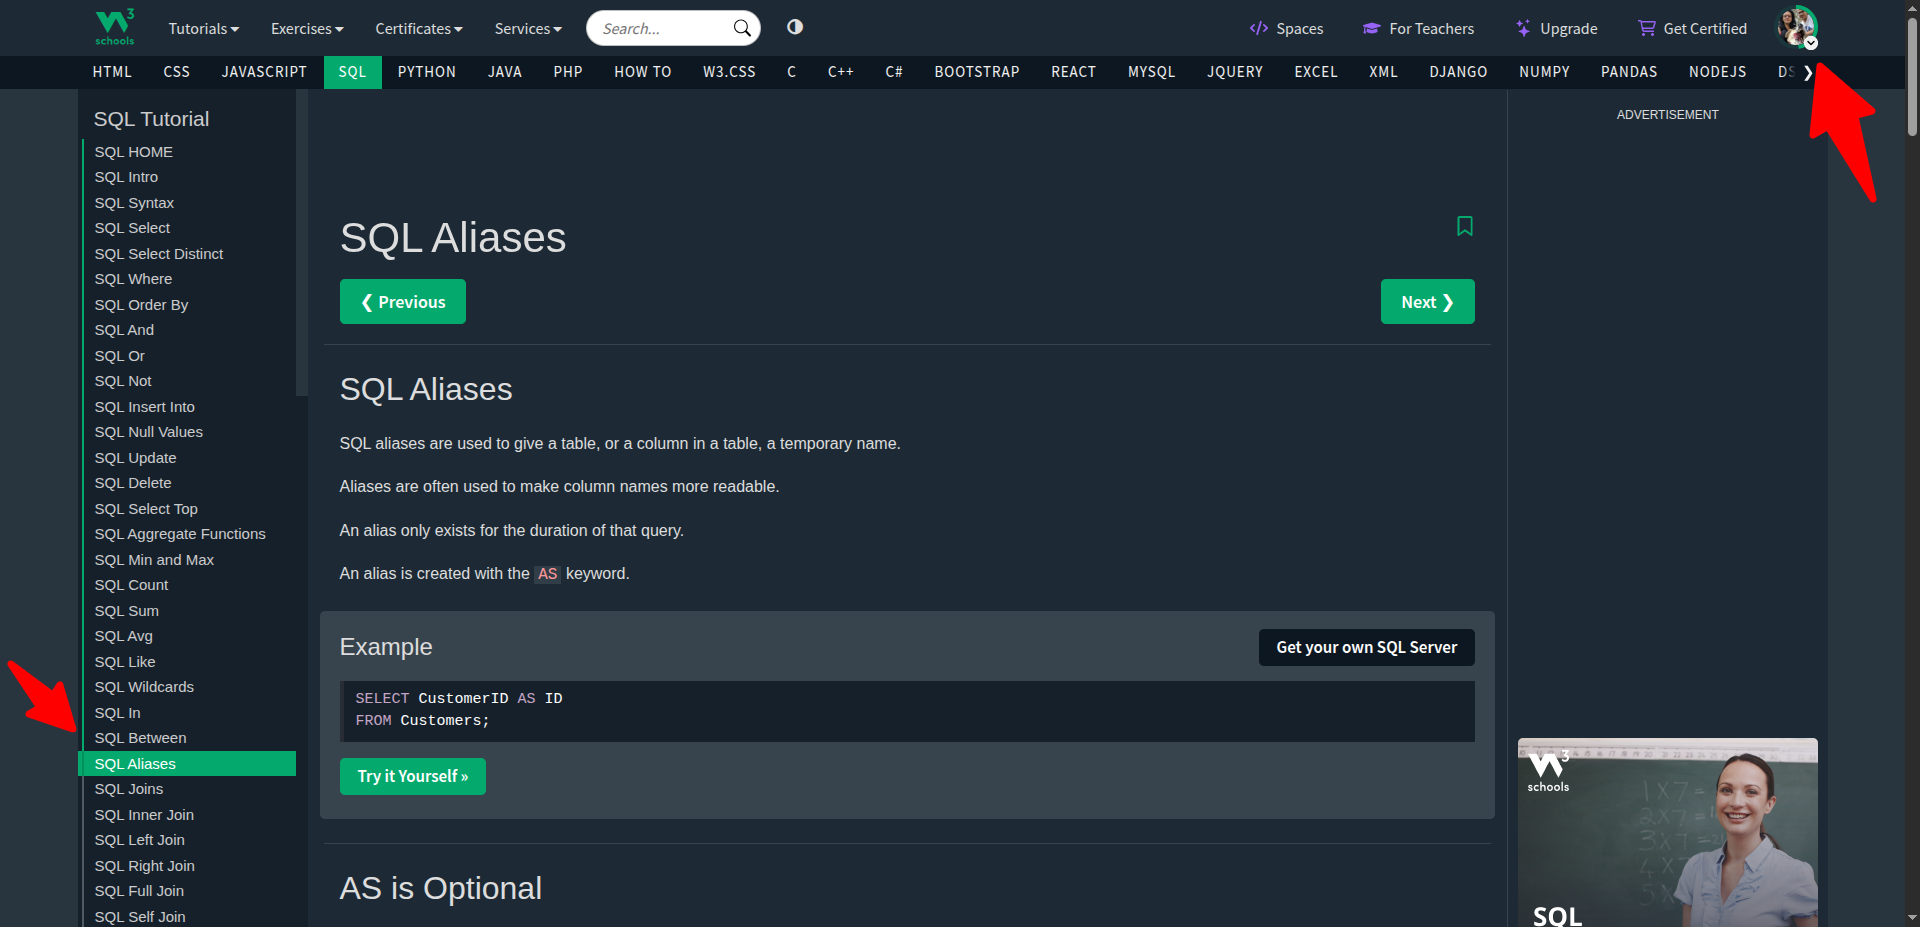 W3 schools
Tutorials Exercises Certificates Services Search... Spaces For Teachers Upgrade Get Certified
HTML CSS JAVASCRIPT SQL PYTHON JAVA PHP HOW TO W3.CSS C C++ C# BOOTSTRAP REACT MYSQL JQUERY EXCEL XML DJANGO NUMPY PANDAS NODEJS DS ❯
SQL Tutorial
SQL HOME
SQL Intro
SQL Syntax
SQL Select
SQL Select Distinct
SQL Where
SQL Order By
SQL And
SQL Or
SQL Not
SQL Insert Into
SQL Null Values
SQL Update
SQL Delete
SQL Select Top
SQL Aggregate Functions
SQL Min and Max
SQL Count
SQL Sum
SQL Avg
SQL Like
SQL Wildcards
SQL In
SQL Between
SQL Aliases
SQL Joins
SQL Inner Join
SQL Left Join
SQL Right Join
SQL Full Join
SQL Self Join
SQL Aliases
❮ Previous
Next ❯
SQL Aliases
SQL aliases are used to give a table, or a column in a table, a temporary name.
Aliases are often used to make column names more readable.
An alias only exists for the duration of that query.
An alias is created with the AS keyword.
Example
Get your own SQL Server
SELECT CustomerID AS ID
FROM Customers;
Try it Yourself »
AS is Optional
ADVERTISEMENT
W3 schools
1X7=
2X7=
3X7=
4X7
5X
SQL